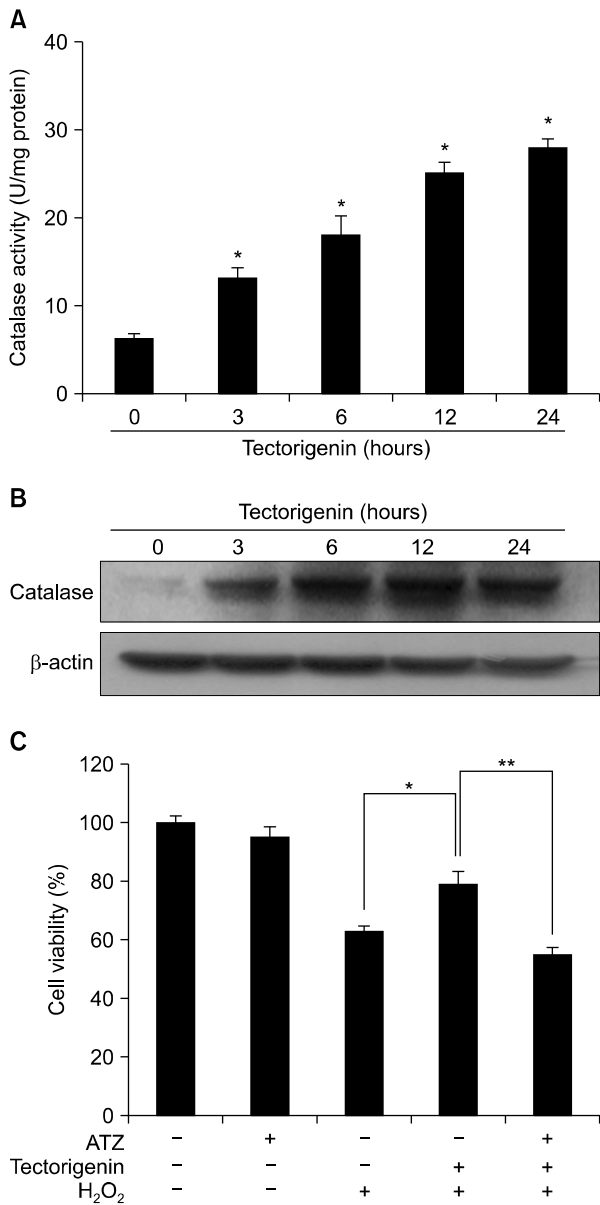 A
Catalase activity (U/mg protein)
40
30
20
10
0
* * * *
0 3 6 12 24
Tectorigenin (hours)
B
Tectorigenin (hours)
0 3 6 12 24
Catalase
β-actin
C
Cell viability (%)
120
100
80
60
40
20
0
* **
ATZ − + − − +
Tectorigenin − − − + +
H₂O₂ − − + + +